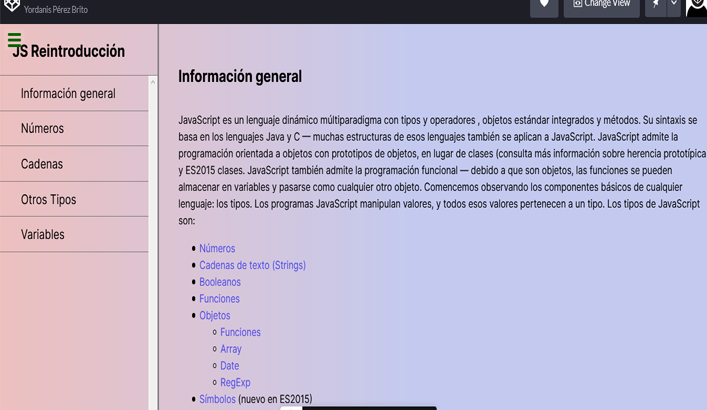 Yordanis Pérez Brito
Change View
JS Reintroducción
Información general
Números
Cadenas
Otros Tipos
Variables
Información general
JavaScript es un lenguaje dinámico múltiparadigma con tipos y operadores , objetos estándar integrados y métodos. Su sintaxis se
basa en los lenguajes Java y C — muchas estructuras de esos lenguajes también se aplican a JavaScript. JavaScript admite la
programación orientada a objetos con prototipos de objetos, en lugar de clases (consulta más información sobre herencia prototípica
y ES2015 clases. JavaScript también admite la programación funcional — debido a que son objetos, las funciones se pueden
almacenar en variables y pasarse como cualquier otro objeto. Comencemos observando los componentes básicos de cualquier
lenguaje: los tipos. Los programas JavaScript manipulan valores, y todos esos valores pertenecen a un tipo. Los tipos de JavaScript
son:
Números
Cadenas de texto (Strings)
Booleanos
Funciones
Objetos
Funciones
Array
Date
RegExp
Símbolos (nuevo en ES2015)